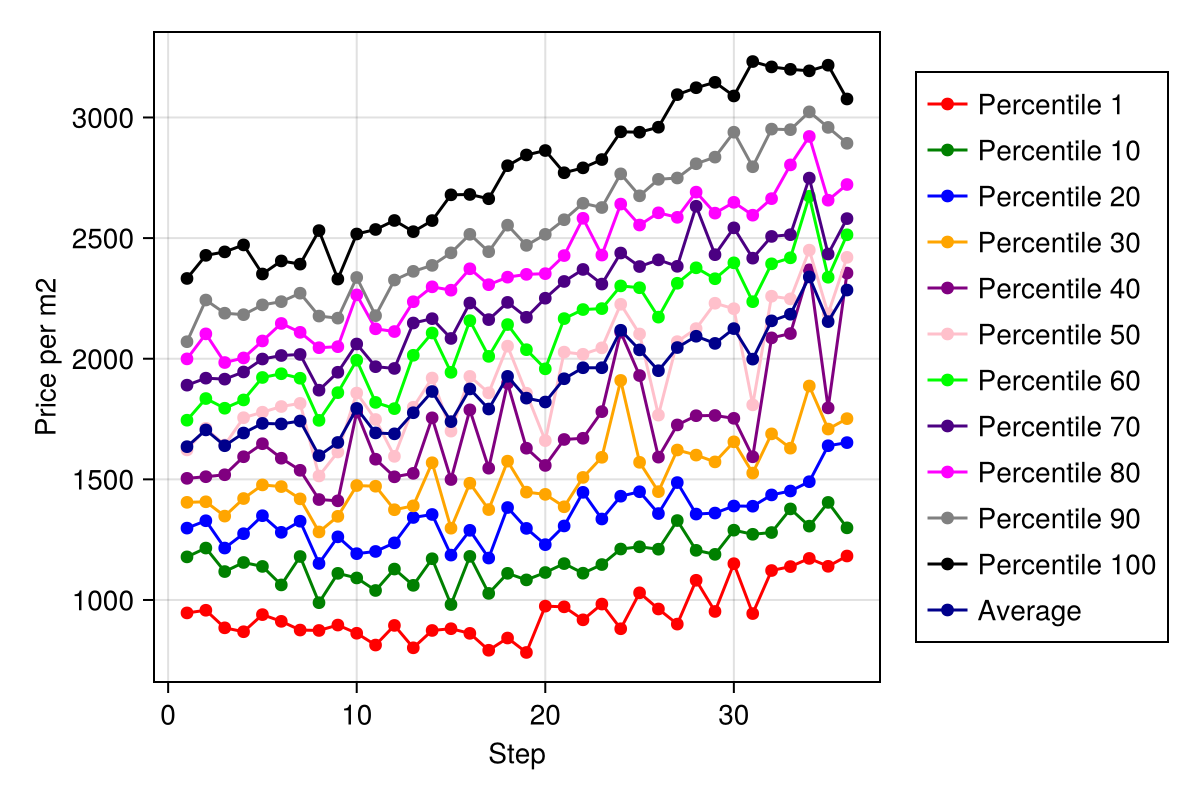 3000
2500
2000
1500
1000
Price per m2
0
10
20
30
Step
Percentile 1
Percentile 10
Percentile 20
Percentile 30
Percentile 40
Percentile 50
Percentile 60
Percentile 70
Percentile 80
Percentile 90
Percentile 100
Average